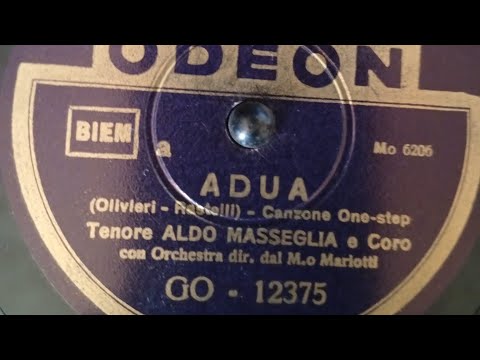 ODEON
BIEM
a
Mo 6206
ADUA
(Olivieri - Rastelli) - Canzone One-step
Tenore ALDO MASSEGLIA e Coro
con Orchestra dir. dal M.o Mariotti
GO - 12375